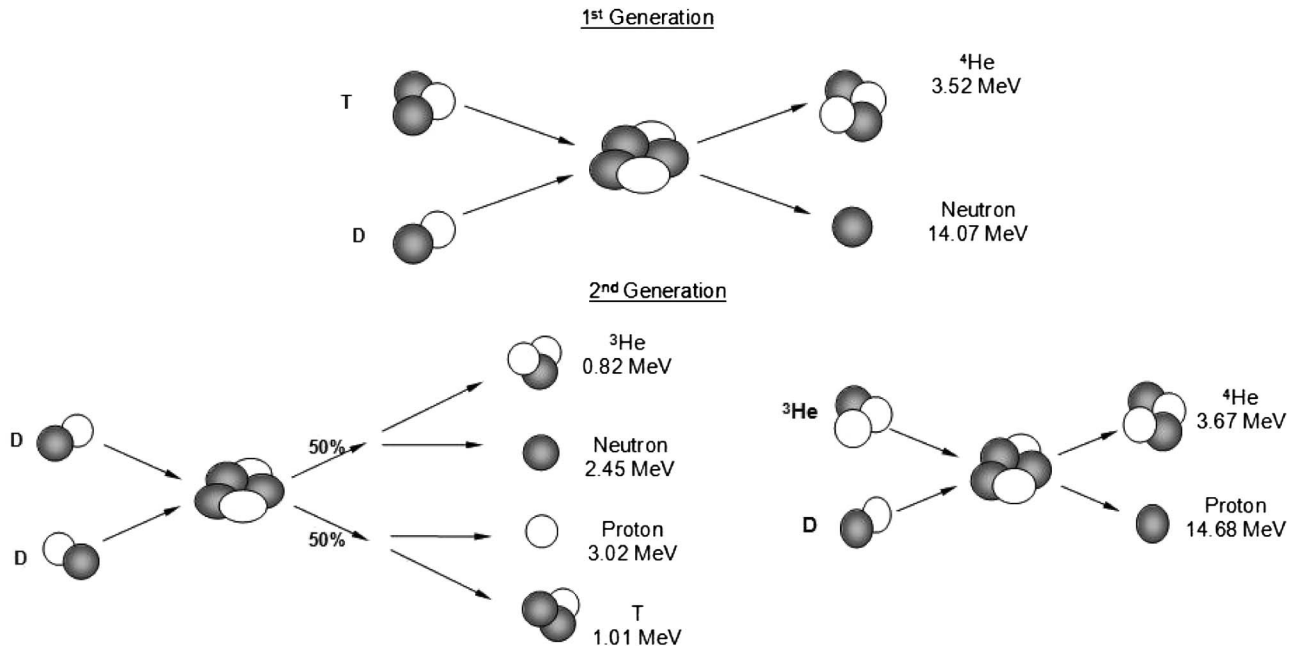 1st Generation
T
D
4He
3.52 MeV
Neutron
14.07 MeV
2nd Generation
D
D
50%
50%
3He
0.82 MeV
Neutron
2.45 MeV
Proton
3.02 MeV
T
1.01 MeV
3He
D
4He
3.67 MeV
Proton
14.68 MeV